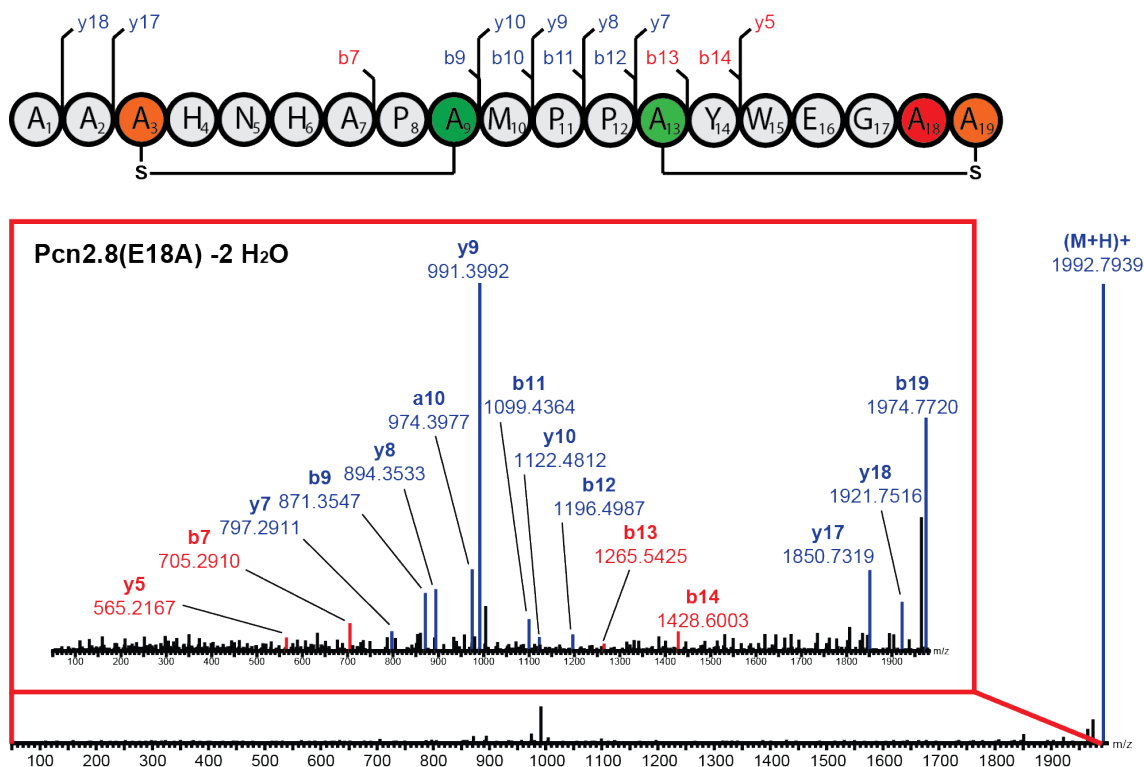 y18 y17 y10 y9 y8 y7 y5
b7 b9 b10 b11 b12 b13 b14
A1 A2 A3 H4 N5 H6 A7 P8 A9 M10 P11 P12 A13 Y14 W15 E16 G17 A18 A19
S S
Pcn2.8(E18A) -2 H2O
(M+H)+
1992.7939
y9
991.3992
b11
1099.4364
b19
1974.7720
a10
974.3977
y10
1122.4812
y8
894.3533
b9
871.3547
y18
1921.7516
b12
1196.4987
y7
797.2911
b7
705.2910
b13
1265.5425
y17
1850.7319
y5
565.2167
b14
1428.6003
100 200 300 400 500 600 700 800 900 1000 1100 1200 1300 1400 1500 1600 1700 1800 1900 m/z
100 200 300 400 500 600 700 800 900 1000 1100 1200 1300 1400 1500 1600 1700 1800 1900 m/z